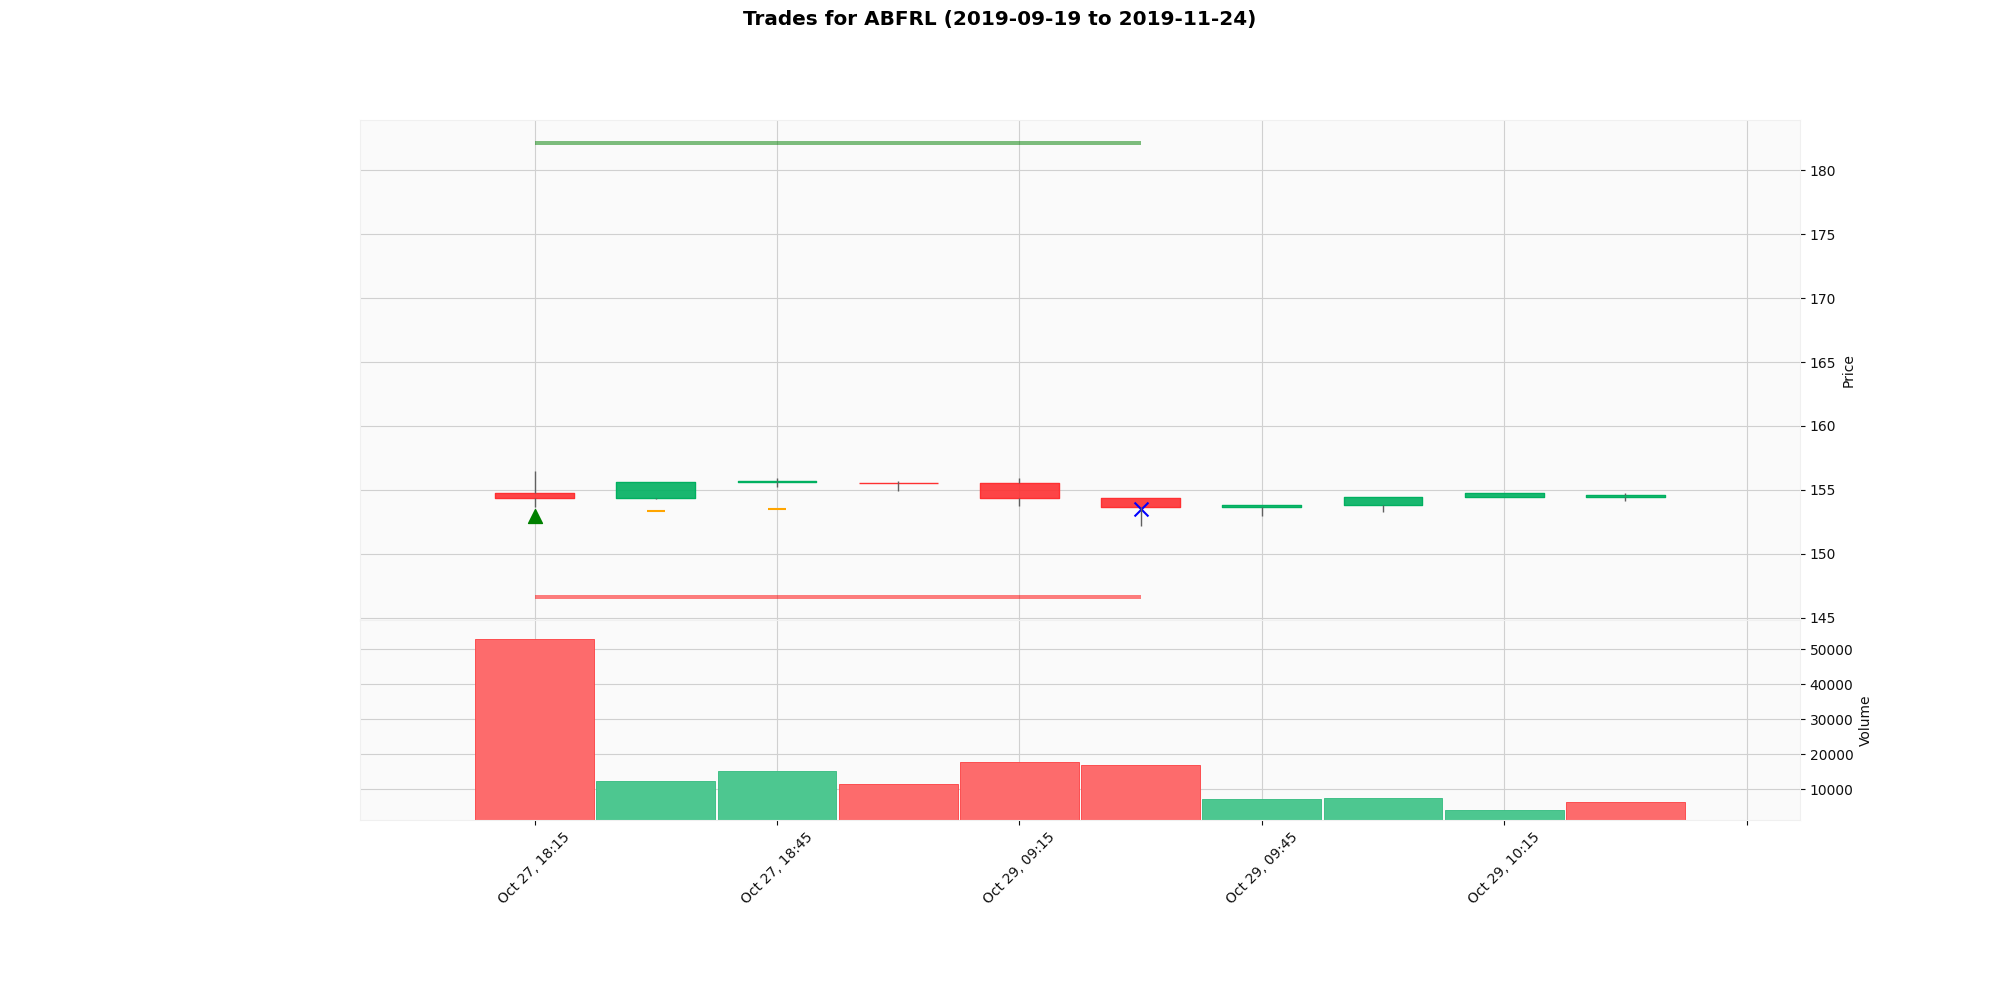 Trades for ABFRL (2019-09-19 to 2019-11-24)
180
175
170
165
160
155
150
145
Price
50000
40000
30000
20000
10000
Volume
Oct 27, 18:15
Oct 27, 18:45
Oct 29, 09:15
Oct 29, 09:45
Oct 29, 10:15